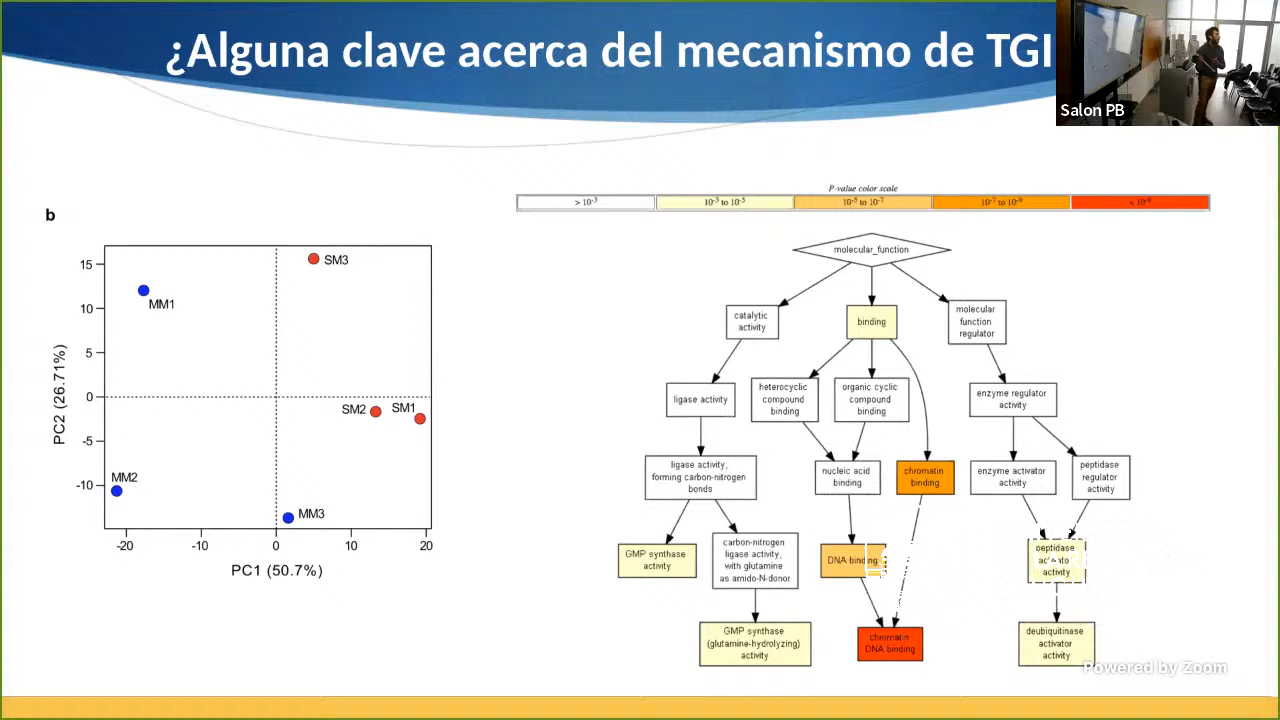 ¿Alguna clave acerca del mecanismo de TGI
Salon PB
b
PC2 (26.71%)
15
10
5
0
-5
-10
-20
-10
0
10
20
PC1 (50.7%)
MM1
MM2
MM3
SM3
SM2
SM1
P-value color scale
> 10-3
10-3 to 10-5
10-5 to 10-7
10-7 to 10-9
< 10-9
molecular_function
catalytic
activity
binding
molecular
function
regulator
ligase activity
heterocyclic
compound
binding
organic cyclic
compound
binding
enzyme regulator
activity
ligase activity,
forming carbon-nitrogen
bonds
nucleic acid
binding
chromatin
binding
enzyme activator
activity
peptidase
regulator
activity
GMP synthase
activity
carbon-nitrogen
ligase activity,
with glutamine
as amido-N-donor
DNA binding
peptidase
activity
GMP synthase
(glutamine-hydrolyzing)
activity
chromatin
DNA binding
deubiquitinase
activator
activity
Powered by Zoom